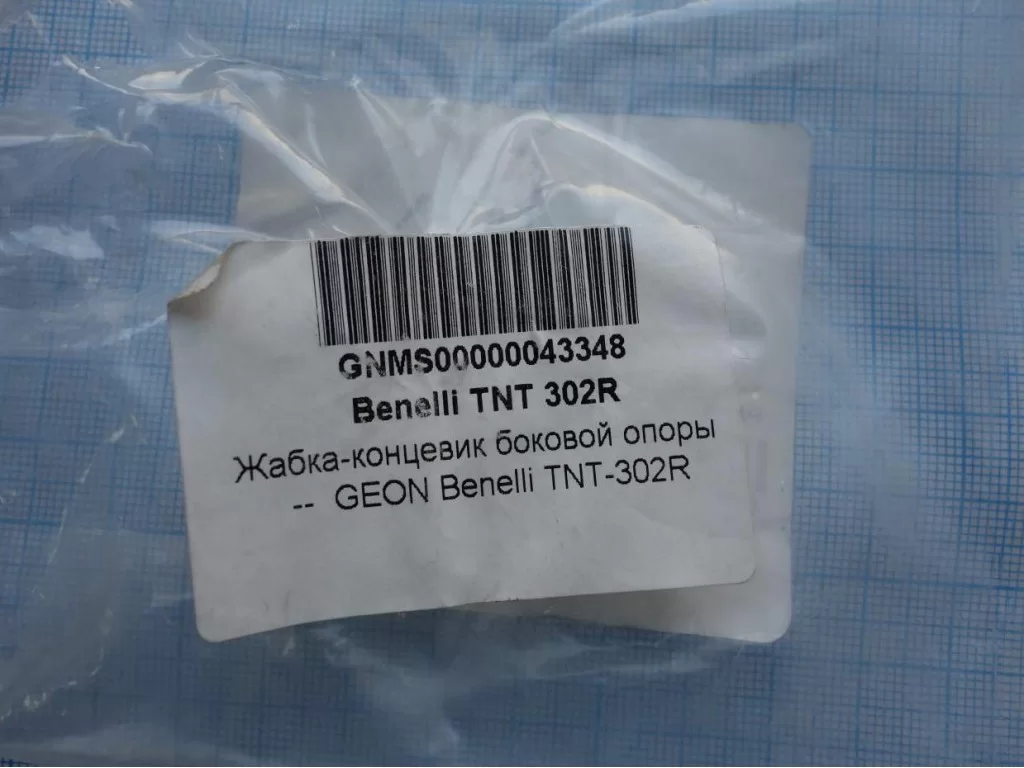 GNMS00000043348
Benelli TNT 302R
Жабка-концевик боковой опоры
-- GEON Benelli TNT-302R